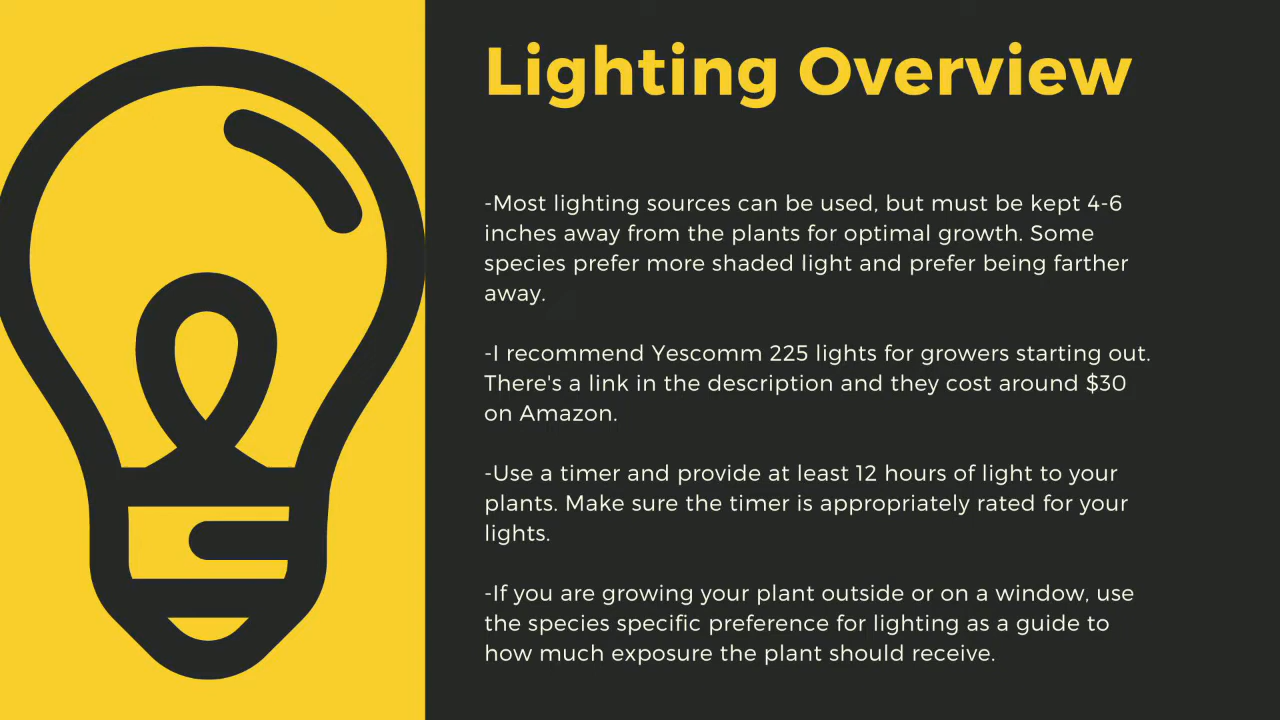 Lighting Overview
-Most lighting sources can be used, but must be kept 4-6
inches away from the plants for optimal growth. Some
species prefer more shaded light and prefer being farther
away.
-I recommend Yescomm 225 lights for growers starting out.
There's a link in the description and they cost around $30
on Amazon.
-Use a timer and provide at least 12 hours of light to your
plants. Make sure the timer is appropriately rated for your
lights.
-If you are growing your plant outside or on a window, use
the species specific preference for lighting as a guide to
how much exposure the plant should receive.